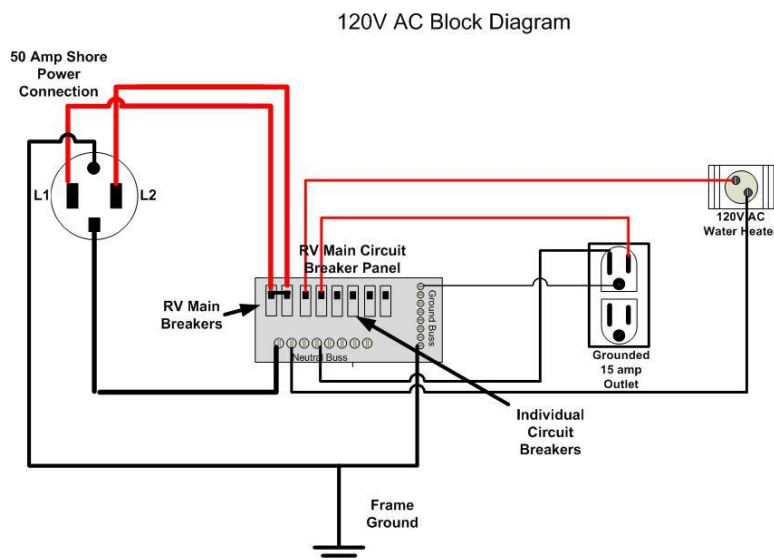 120V AC Block Diagram
50 Amp Shore
Power
Connection
L1
L2
120V AC
Water Heater
RV Main Circuit
Breaker Panel
RV Main
Breakers
Ground Buss
Neutral Buss
Grounded
15 amp
Outlet
Individual
Circuit
Breakers
Frame
Ground